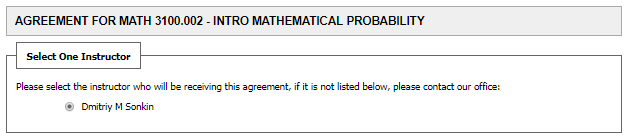 AGREEMENT FOR MATH 3100.002 - INTRO MATHEMATICAL PROBABILITY
Select One Instructor
Please select the instructor who will be receiving this agreement, if it is not listed below, please contact our office:
Dmitriy M Sonkin